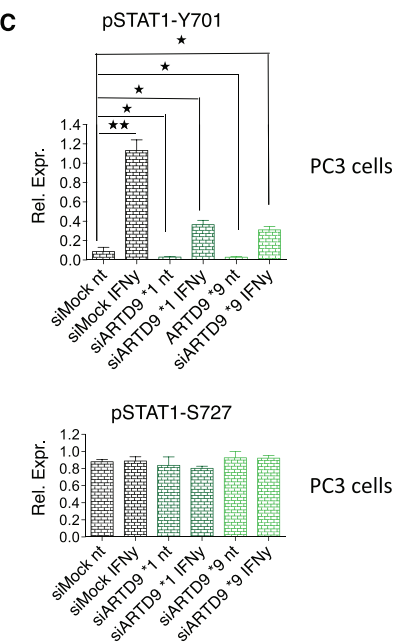 C
pSTAT1-Y701
★
★
★
★
★★
Rel. Expr.
1.4
1.2
1.0
0.8
0.6
0.4
0.2
0.0
PC3 cells
siMock nt
siMock IFNy
siARTD9 *1 nt
siARTD9 *1 IFNy
ARTD9 *9 nt
siARTD9 *9 IFNy
pSTAT1-S727
Rel. Expr.
1.2
1.0
0.8
0.6
0.4
0.2
0.0
PC3 cells
siMock nt
siMock IFNy
siARTD9 *1 nt
siARTD9 *1 IFNy
siARTD9 *9 nt
siARTD9 *9 IFNy